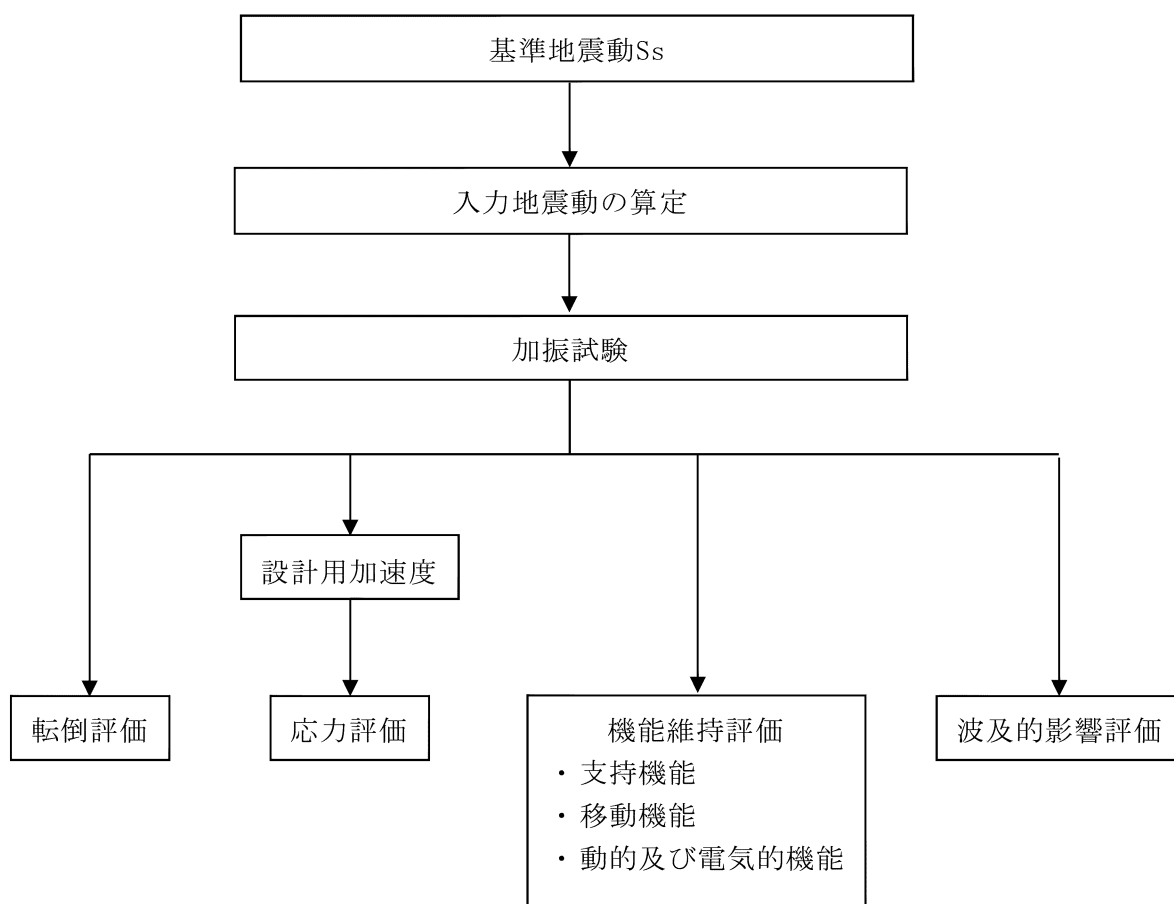 基準地震動Ss
入力地震動の算定
加振試験
設計用加速度
転倒評価
応力評価
機能維持評価
・支持機能
・移動機能
・動的及び電気的機能
波及的影響評価